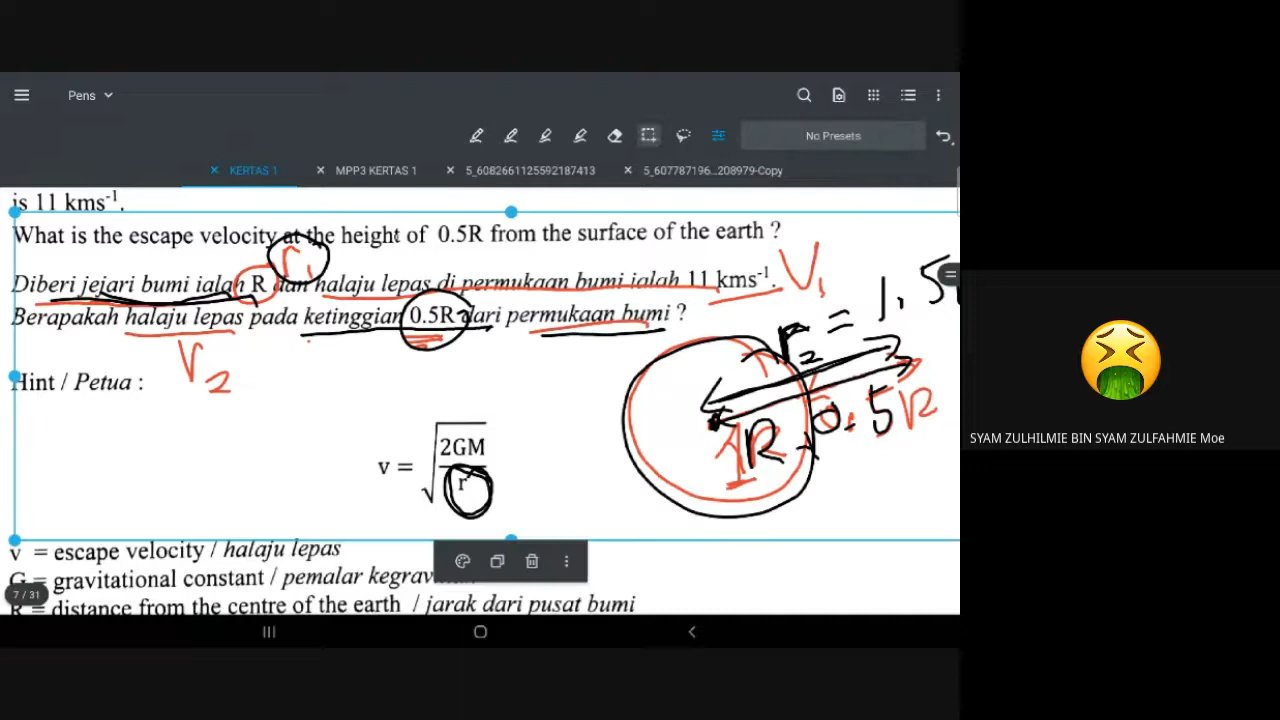 Pens
No Presets
KERTAS 1
MPP3 KERTAS 1
5_6082661125592187413
5_607787196...208979-Copy
is 11 kms⁻¹.
What is the escape velocity at the height of 0.5R from the surface of the earth ?
r₁
V₁
Diberi jejari bumi ialah R dan halaju lepas di permukaan bumi ialah 11 kms⁻¹.
Berapakah halaju lepas pada ketinggian 0.5R dari permukaan bumi ?
V₂
r₂ = 1.5
Hint / Petua :
1R + 0.5R
v = √(2GM/r)
v = escape velocity / halaju lepas
G = gravitational constant / pemalar kegravi
R = distance from the centre of the earth / jarak dari pusat bumi
7 / 31
SYAM ZULHILMIE BIN SYAM ZULFAHMIE Moe